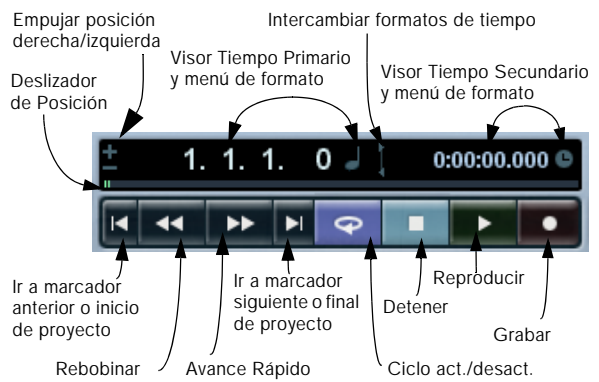 Empujar posición
derecha/izquierda
Intercambiar formatos de tiempo
Visor Tiempo Primario
y menú de formato
Visor Tiempo Secundario
y menú de formato
Deslizador
de Posición
1. 1. 1. 0
0:00:00.000
Ir a marcador
anterior o inicio
de proyecto
Ir a marcador
siguiente o final
de proyecto
Detener
Reproducir
Grabar
Rebobinar
Avance Rápido
Ciclo act./desact.